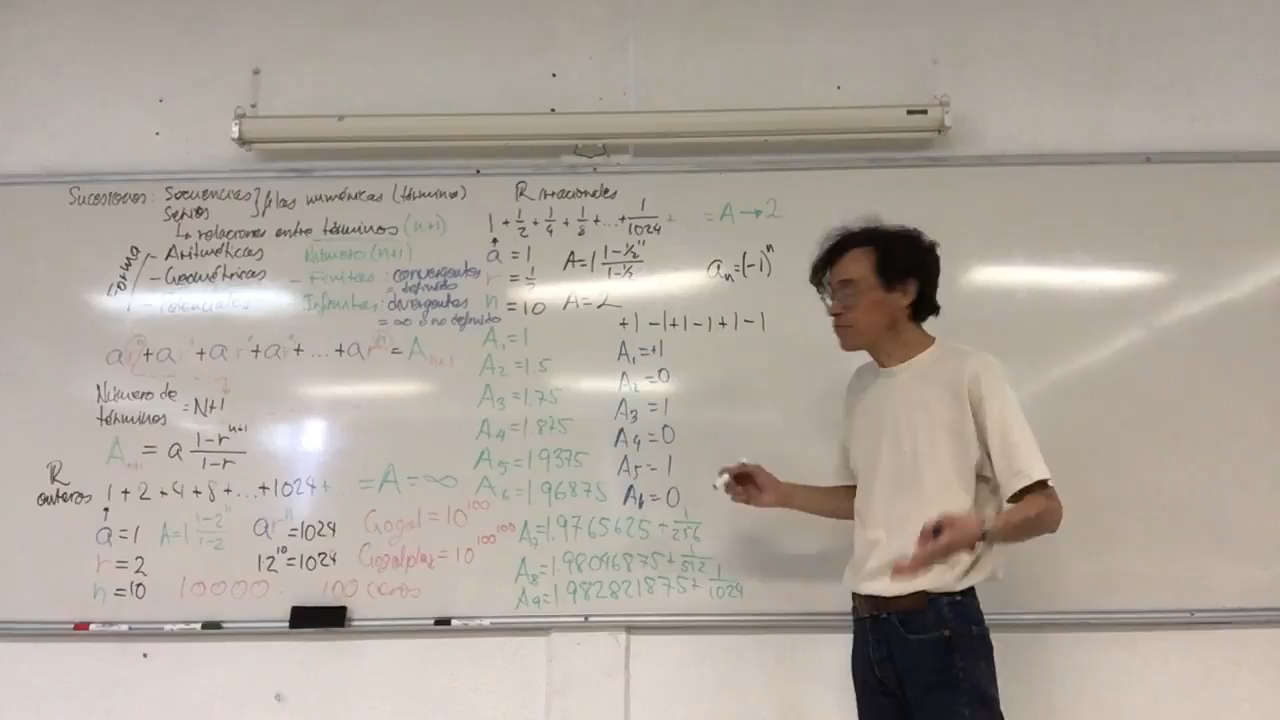 Sucesiones: Secuencias } filas numéricas (término)
Series
↳ relaciones entre términos (n+1)
Forma
- Aritméticas
- Geométricas
- Potenciales
Número (n+1)
- Finitas: convergentes
= definido
Infinitas: divergentes
= ∞ o no definido
ar⁰+ar¹+ar²+ar³+...+arⁿ = Aₙ₊₁
Número de
términos = N+1
Aₙ₊₁ = a (1-rⁿ⁺¹)/(1-r)
R
enteros
1+2+4+8+...+1024+... = A = ∞
a=1
r=2
n=10
A=1 (1-2¹¹)/(1-2)
arⁿ=1024
1 2¹⁰=1024
Gogol=10¹⁰⁰
10000. 100 ceros
R irracionales
1+1/2+1/4+1/8+...+1/1024+... = A→2
a=1
r=1/2
n=10
A=1 (1-½¹¹)/(1-½)
A=2
A₁=1
A₂=1.5
A₃=1.75
A₄=1.875
A₅=1.9375
A₆=1.96875
A₇=1.9765625+1/256
A₈=1.98046875+1/512
A₉=1.982821875+1/1024
aₙ=(-1)ⁿ
+1-1+1-1+1-1
A₁=+1
A₂=0
A₃=1
A₄=0
A₅=1
A₆=0